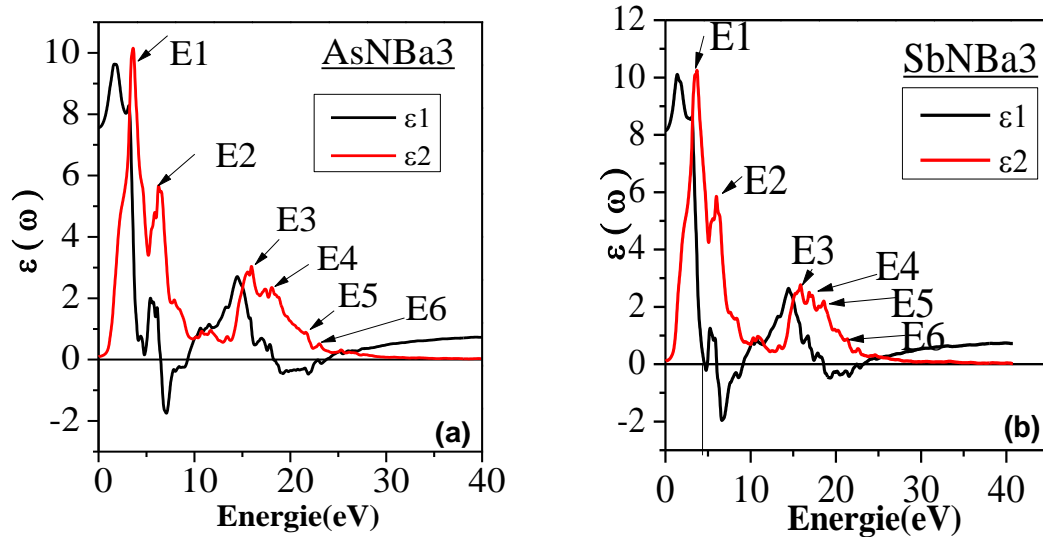 AsNBa3
ε1
ε2
E1
E2
E3
E4
E5
E6
10
8
6
4
2
0
-2
ε ( ω )
0
10
20
30
40
Energie(eV)
(a)
SbNBa3
ε1
ε2
E1
E2
E3
E4
E5
E6
12
10
8
6
4
2
0
-2
ε ( ω )
0
10
20
30
40
Energie(eV)
(b)